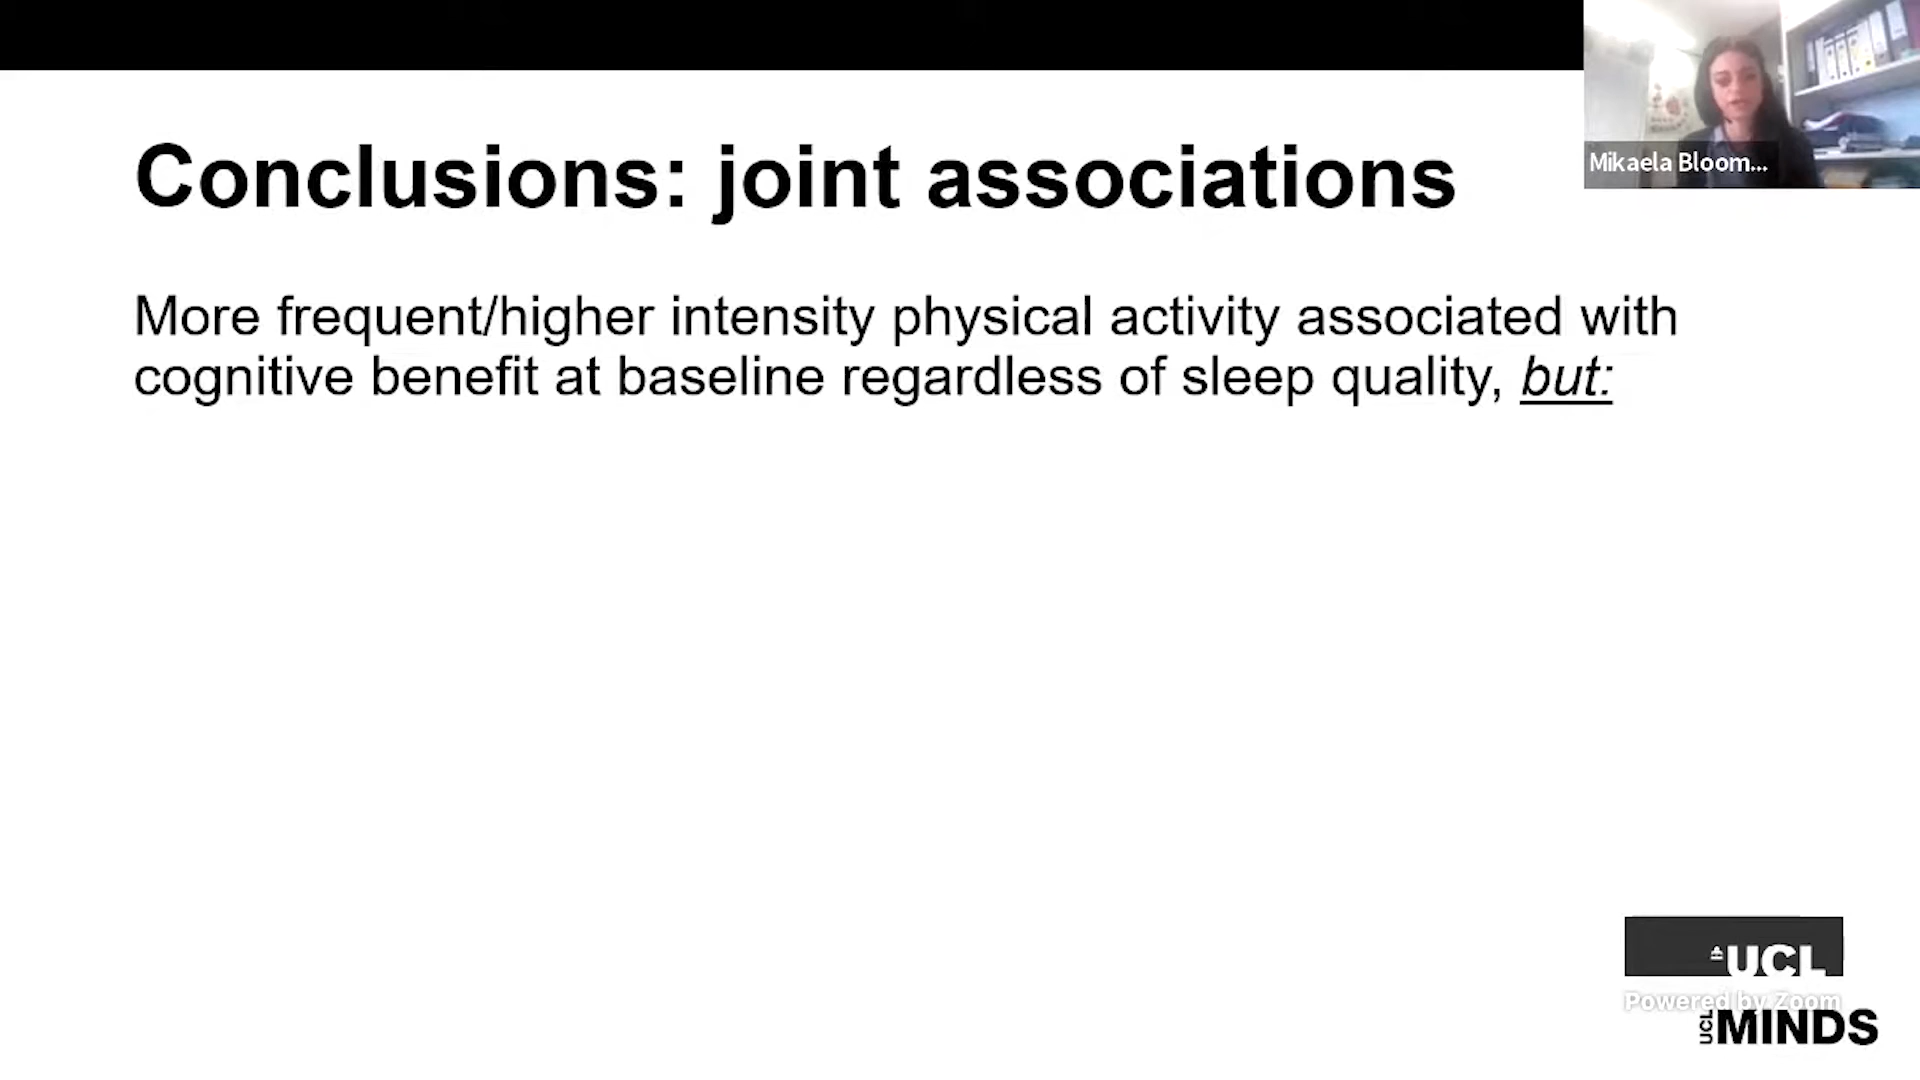 Mikaela Bloom...
Conclusions: joint associations
More frequent/higher intensity physical activity associated with
cognitive benefit at baseline regardless of sleep quality, but:
UCL
Powered by Zoom
UCL MINDS